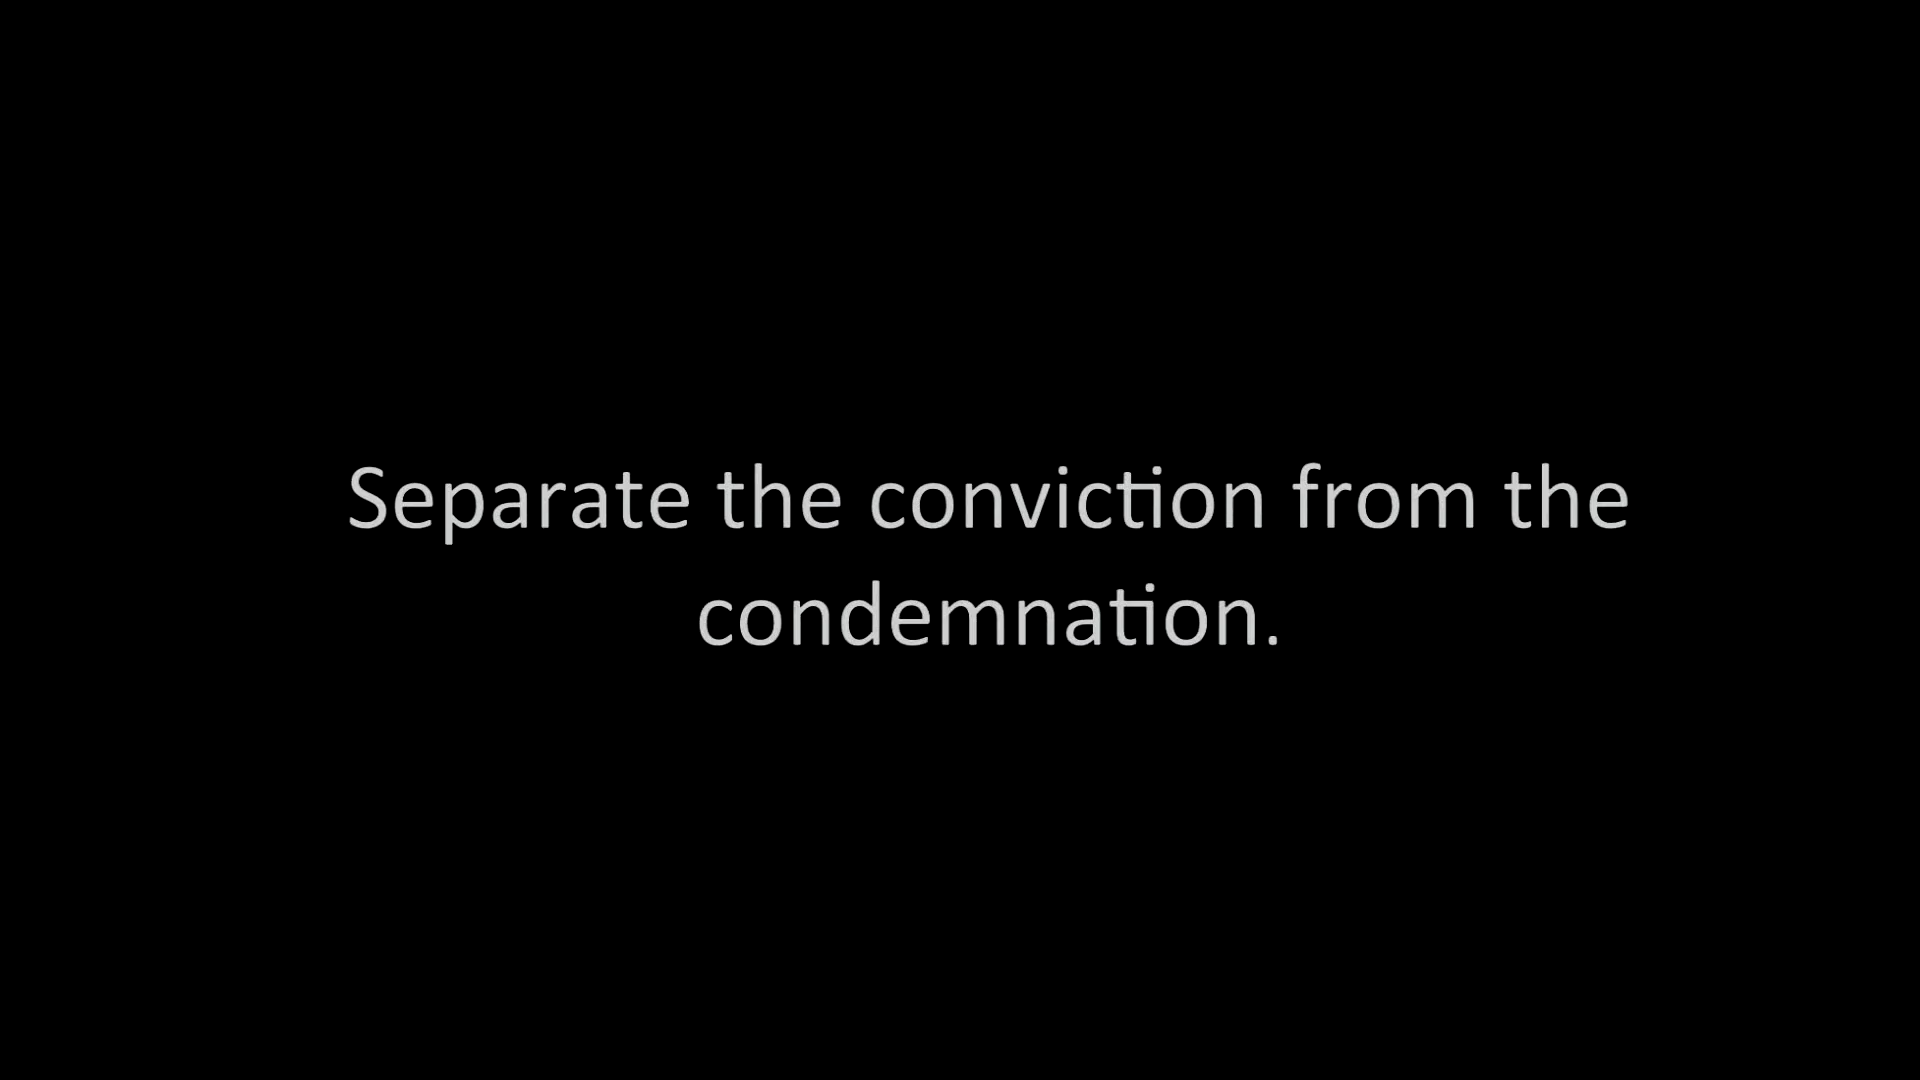 Separate the conviction from the
condemnation.